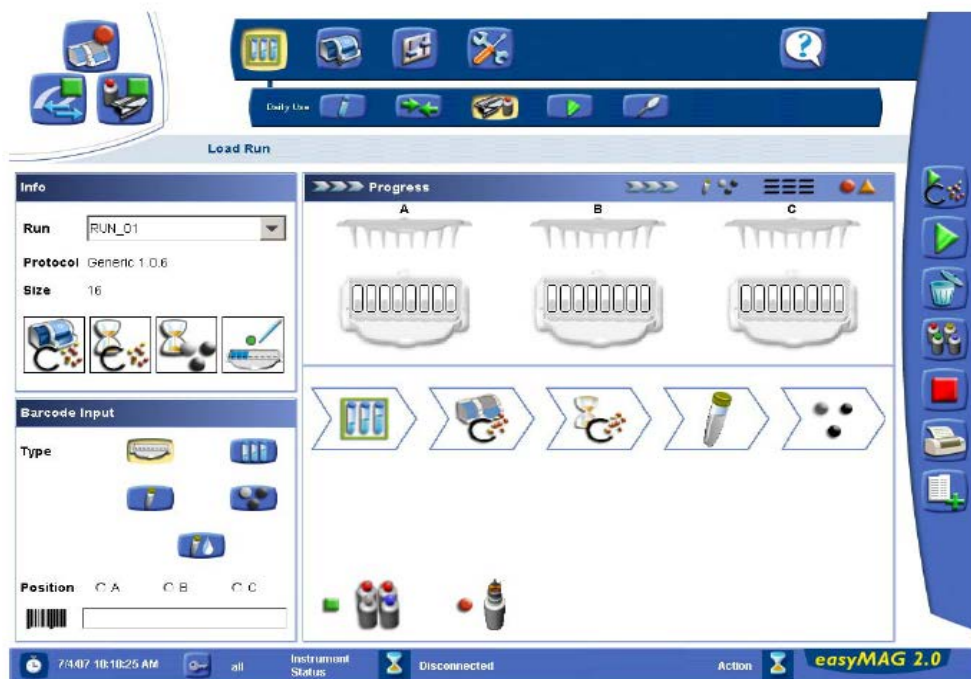 Daily Use
Load Run
Info
Run RUN_01
Protocol Generic 1.0.6
Size 16
Barcode Input
Type
Position A B C
Progress
A B C
7/4/07 10:10:25 AM
all
Instrument Status
Disconnected
Action
easyMAG 2.0